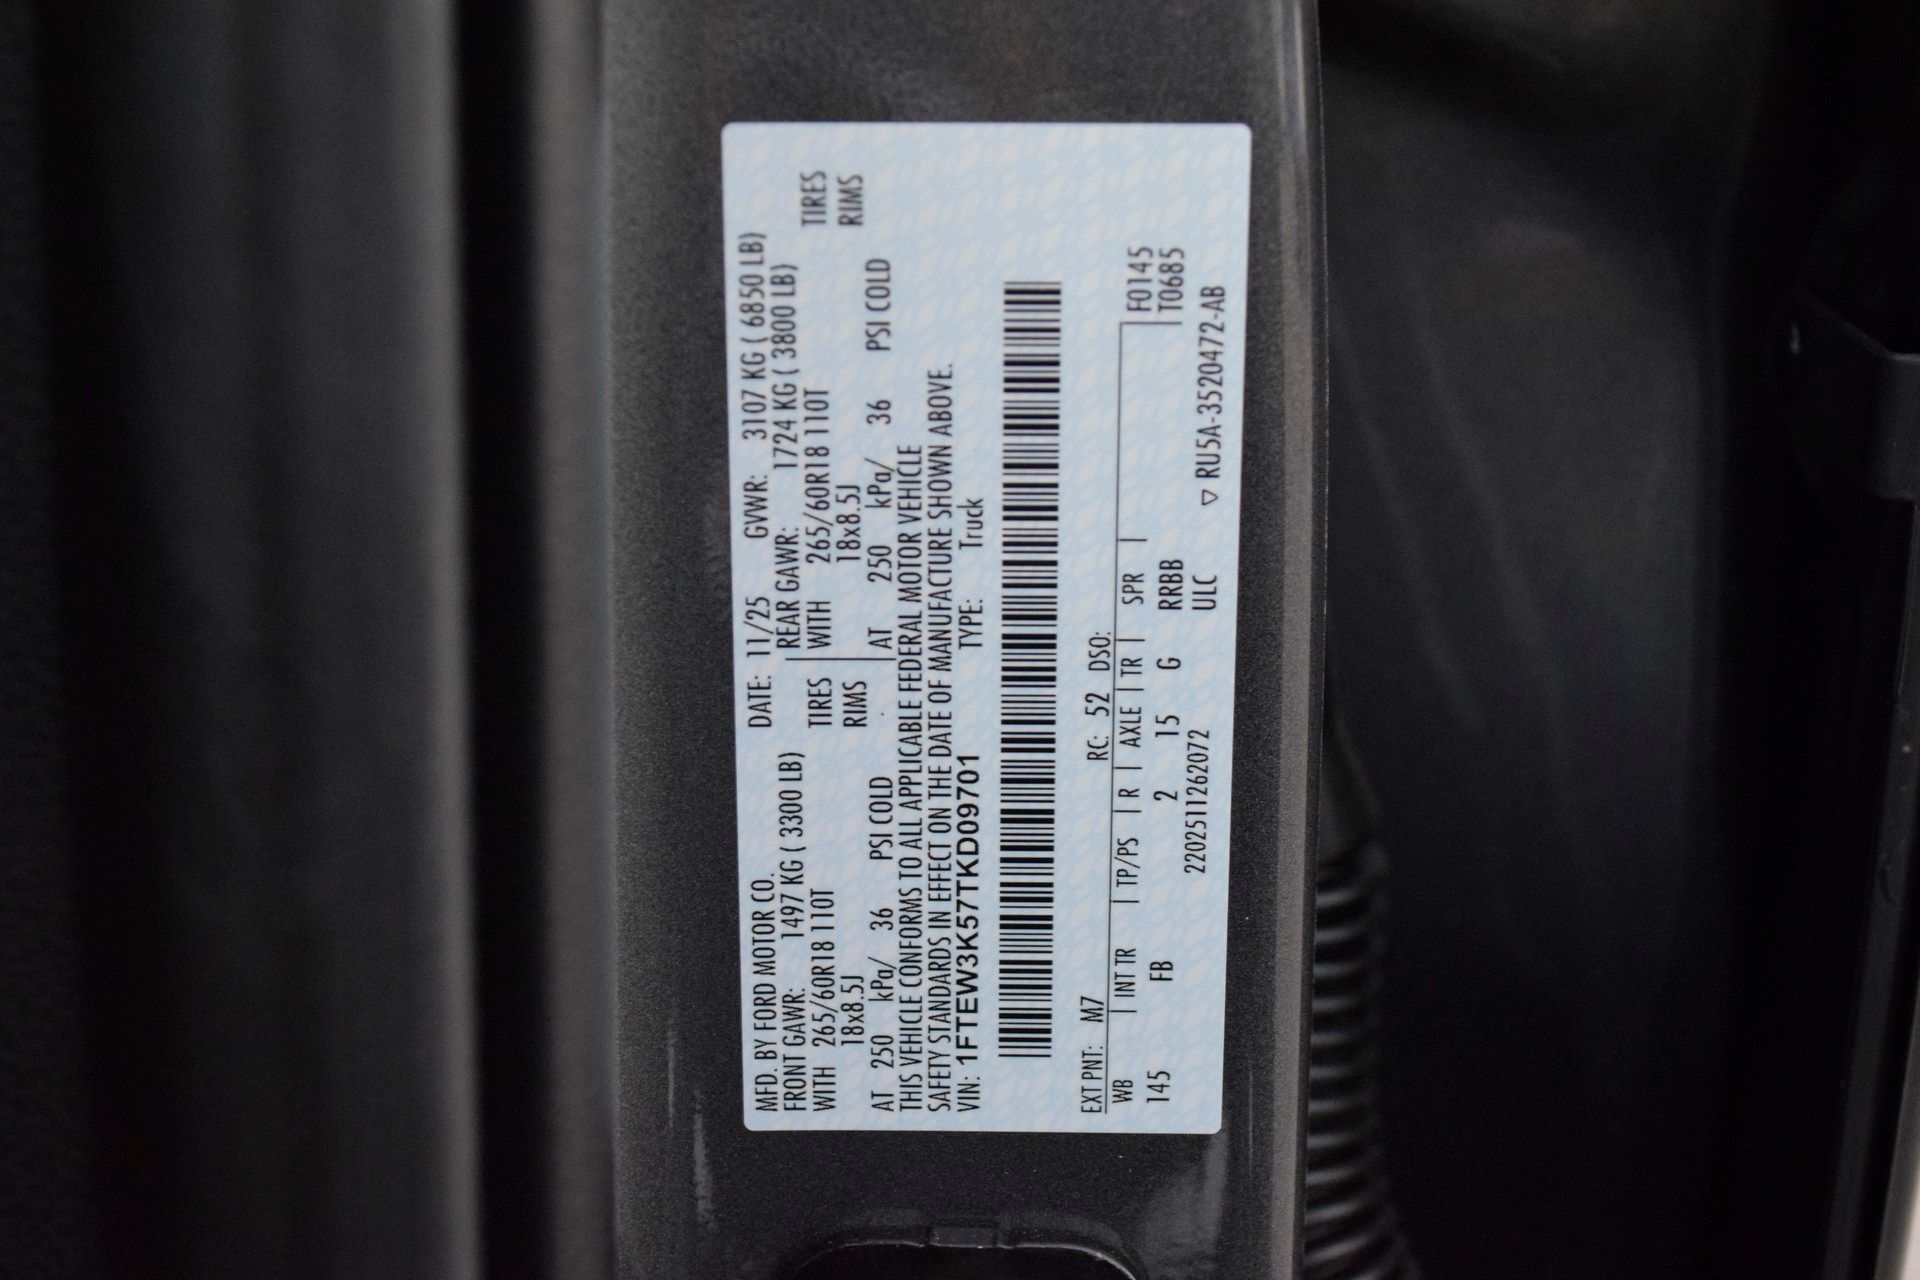 MFD. BY FORD MOTOR CO. DATE: 11/25 GVWR: 3107 KG ( 6850 LB)
FRONT GAWR: 1497 KG ( 3300 LB) REAR GAWR: 1724 KG ( 3800 LB)
WITH 265/60R18 110T TIRES WITH 265/60R18 110T TIRES
18x8.5J RIMS 18x8.5J RIMS
AT 250 kPa/ 36 PSI COLD AT 250 kPa/ 36 PSI COLD
THIS VEHICLE CONFORMS TO ALL APPLICABLE FEDERAL MOTOR VEHICLE
SAFETY STANDARDS IN EFFECT ON THE DATE OF MANUFACTURE SHOWN ABOVE.
VIN: 1FTEW3K57TKD09701 TYPE: Truck
EXT PNT: M7 RC: 52 DSO:
WB | INT TR | TP/PS | R | AXLE | TR | SPR | F0145
145 FB 2 15 G RRBB T0685
2202511262072 ULC ▽ RU5A-3520472-AB